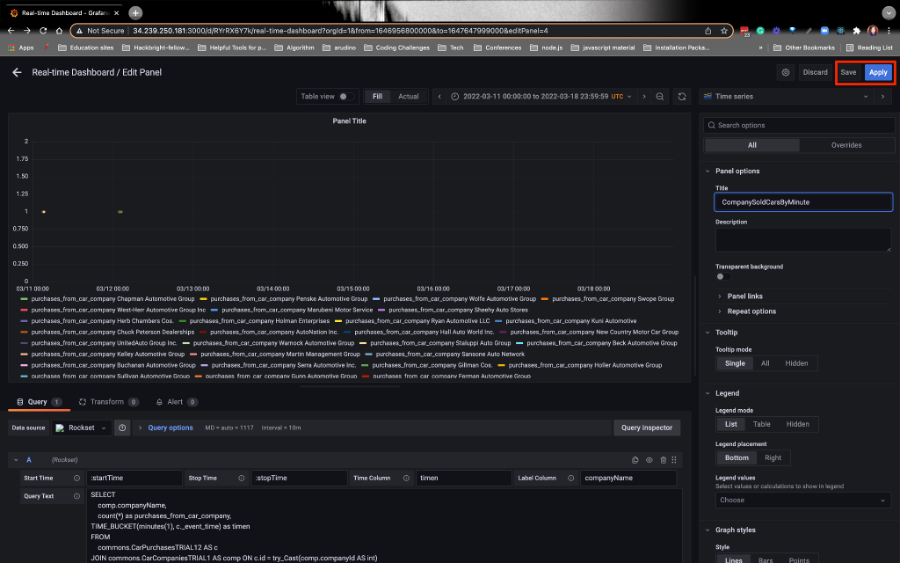 Real-time Dashboard - Grafana
Not Secure | 34.239.250.181:3000/d/RYrRX6Y7k/real-time-dashboard?orgId=1&from=1646956800000&to=1647647999000&editPanel=4
Apps Education sites Hackbright-fellow... Helpful Tools for p... Algorithm arudino Coding Challenges Tech Conferences node.js javascript material Installation Packa... » Other Bookmarks Reading List
Real-time Dashboard / Edit Panel
Discard Save Apply
Table view Fill Actual 2022-03-11 00:00:00 to 2022-03-18 23:59:59 UTC
Time series
Panel Title
2
1.75
1.50
1.25
1
0.750
0.500
0.250
0
03/11 00:00 03/12 00:00 03/13 00:00 03/14 00:00 03/15 00:00 03/16 00:00 03/17 00:00 03/18 00:00
purchases_from_car_company Chapman Automotive Group purchases_from_car_company Penske Automotive Group purchases_from_car_company Wolfe Automotive Group purchases_from_car_company Swope Group
purchases_from_car_company West-Herr Automotive Group Inc purchases_from_car_company Marubeni Motor Service purchases_from_car_company Sheehy Auto Stores
purchases_from_car_company Herb Chambers Cos. purchases_from_car_company Holman Enterprises purchases_from_car_company Ryan Automotive LLC purchases_from_car_company Kuni Automotive
purchases_from_car_company Chuck Peterson Dealerships purchases_from_car_company AutoNation Inc. purchases_from_car_company Hall Auto World Inc. purchases_from_car_company New Country Motor Car Group
purchases_from_car_company UnitedAuto Group Inc. purchases_from_car_company Warnock Automotive Group purchases_from_car_company Staluppi Auto Group purchases_from_car_company Beck Automotive Group
purchases_from_car_company Kelley Automotive Group purchases_from_car_company Martin Management Group purchases_from_car_company Sansone Auto Network
purchases_from_car_company Buchanan Automotive Group purchases_from_car_company Serra Automotive Inc. purchases_from_car_company Gillman Cos. purchases_from_car_company Holler Automotive Group
purchases_from_car_company Sullivan Automotive Group purchases_from_car_company Gunn Automotive Group purchases_from_car_company Farman Automotive Group
Query 1 Transform 0 Alert 0
Data source Rockset Query options MD = auto = 1117 Interval = 10m Query inspector
A (Rockset)
Start Time :startTime Stop Time :stopTime Time Column timen Label Column companyName
Query Text
SELECT
comp.companyName,
count(*) as purchases_from_car_company,
TIME_BUCKET(minutes(1), c._event_time) as timen
FROM
commons.CarPurchasesTRIAL12 AS c
JOIN commons.CarCompaniesTRIAL1 AS comp ON c.id = try_Cast(comp.companyId AS int)
Search options
All Overrides
Panel options
Title
CompanySoldCarsByMinute
Description
Transparent background
Panel links
Repeat options
Tooltip
Tooltip mode
Single All Hidden
Legend
Legend mode
List Table Hidden
Legend placement
Bottom Right
Legend values
Select values or calculations to show in legend
Choose
Graph styles
Style
Lines Bars Points